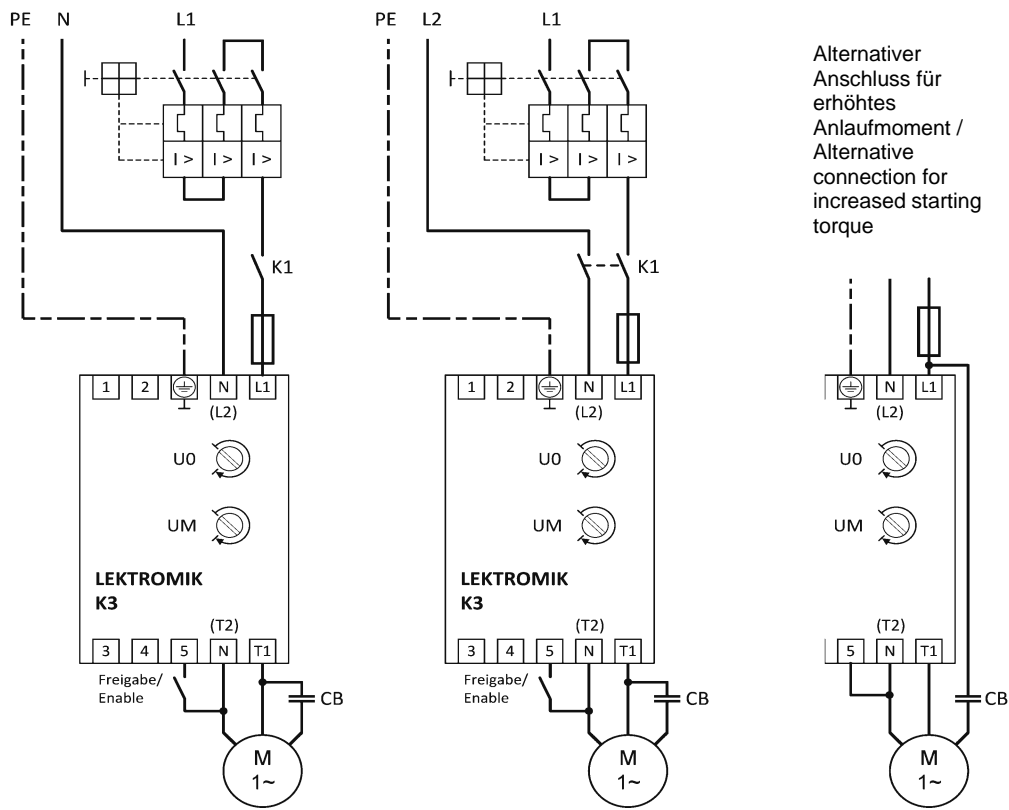 PE N L1
I > I > I >
K1
1 2 N L1
(L2)
U0
UM
LEKTROMIK
K3
(T2)
3 4 5 N T1
Freigabe/
Enable
CB
M
1~
PE L2 L1
I > I > I >
K1
1 2 N L1
(L2)
U0
UM
LEKTROMIK
K3
(T2)
3 4 5 N T1
Freigabe/
Enable
CB
M
1~
Alternativer
Anschluss für
erhöhtes
Anlaufmoment /
Alternative
connection for
increased starting
torque
N L1
(L2)
U0
UM
(T2)
5 N T1
CB
M
1~